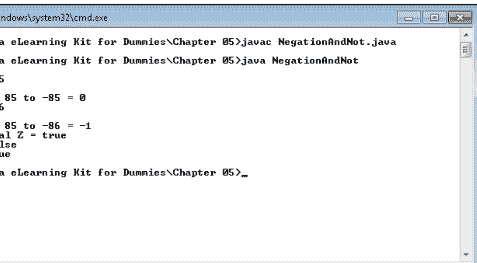 ndows\system32\cmd.exe
a eLearning Kit for Dummies\Chapter 05>javac NegationAndNot.java
a eLearning Kit for Dummies\Chapter 05>java NegationAndNot
5
85 to -85 = 0
6
85 to -86 = -1
al Z = true
lse
ue
a eLearning Kit for Dummies\Chapter 05>_